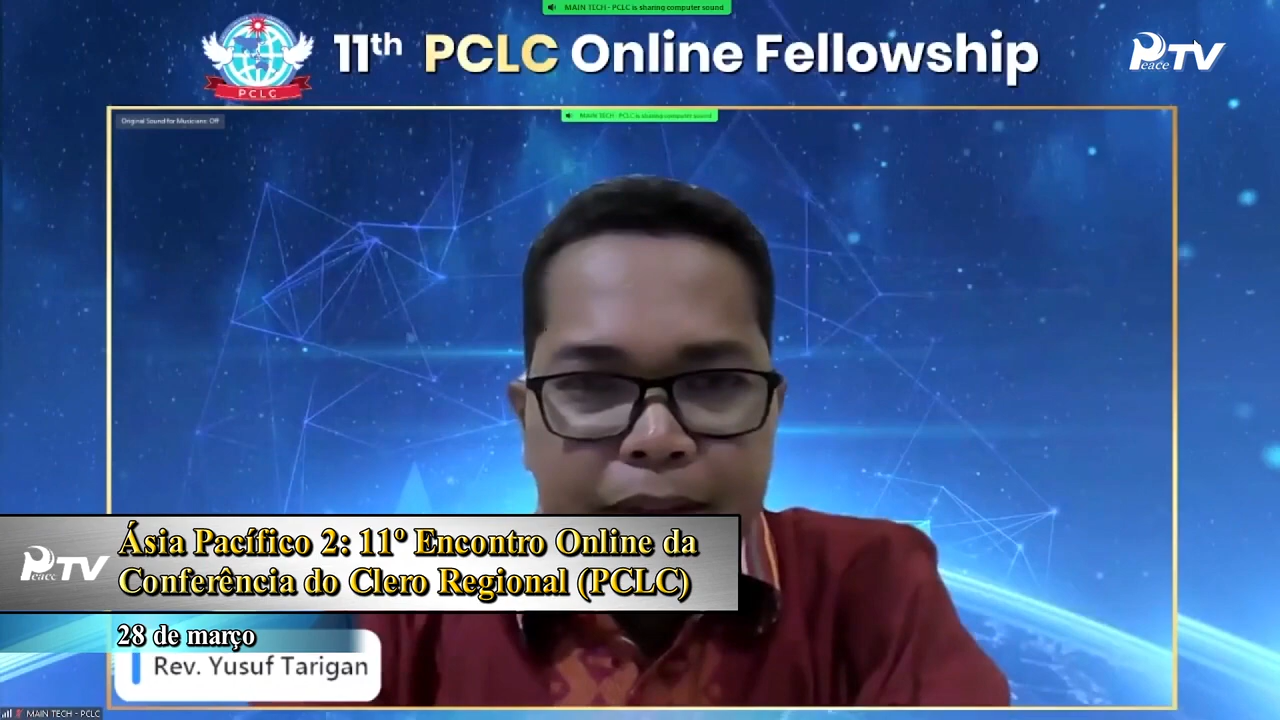 MAIN TECH - PCLC is sharing computer sound
PCLC
11th PCLC Online Fellowship
Peace TV
Original Sound for Musicians: Off
MAIN TECH - PCLC is sharing computer sound
Peace TV
Ásia Pacífico 2: 11º Encontro Online da
Conferência do Clero Regional (PCLC)
28 de março
Rev. Yusuf Tarigan
MAIN TECH - PCLC